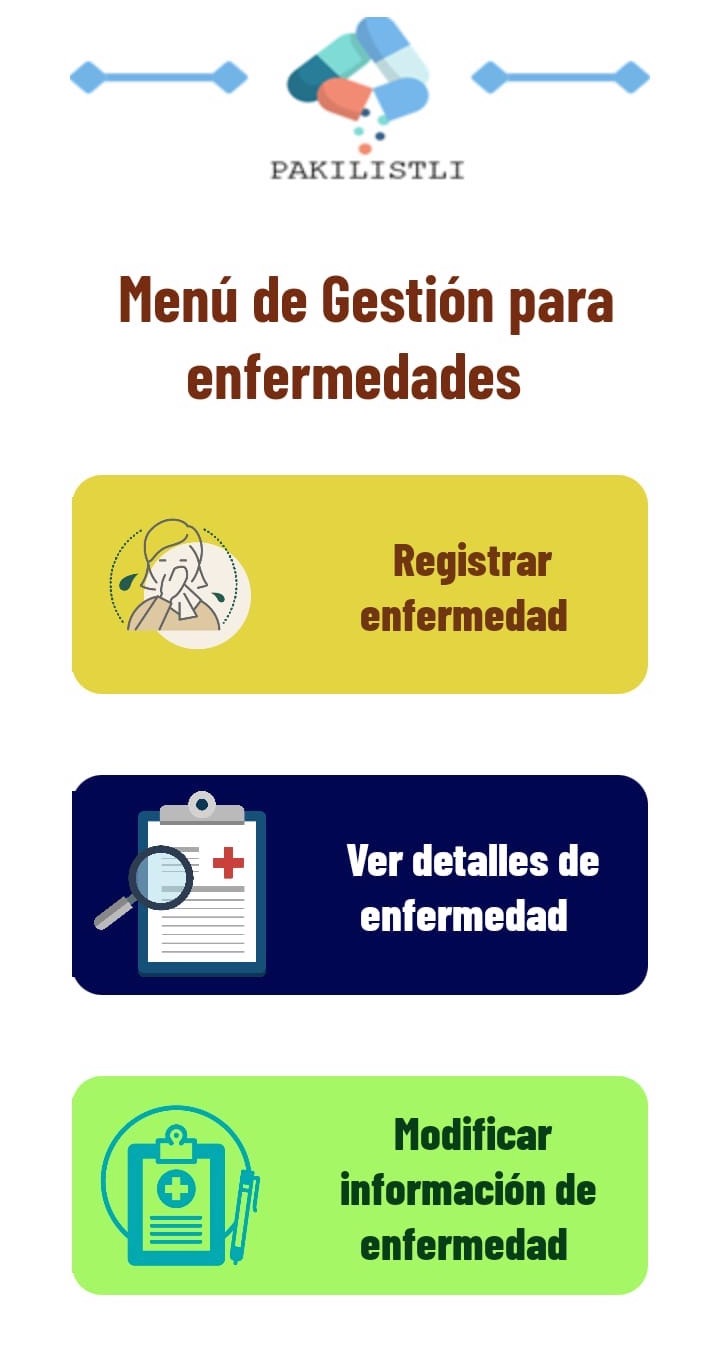 PAKILISTLI
Menú de Gestión para
enfermedades
Registrar
enfermedad
Ver detalles de
enfermedad
Modificar
información de
enfermedad